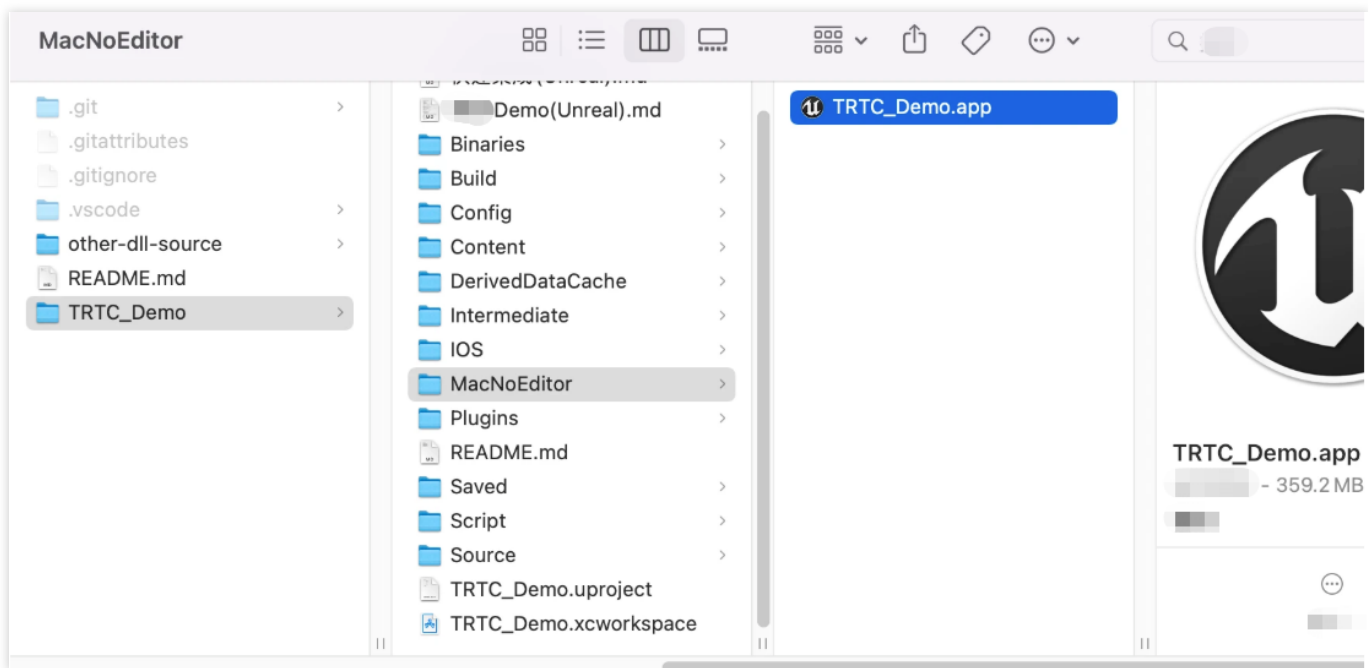 MacNoEditor
.git
.gitattributes
.gitignore
.vscode
other-dll-source
README.md
TRTC_Demo
Demo(Unreal).md
Binaries
Build
Config
Content
DerivedDataCache
Intermediate
IOS
MacNoEditor
Plugins
README.md
Saved
Script
Source
TRTC_Demo.uproject
TRTC_Demo.xcworkspace
TRTC_Demo.app
TRTC_Demo.app
- 359.2 MB